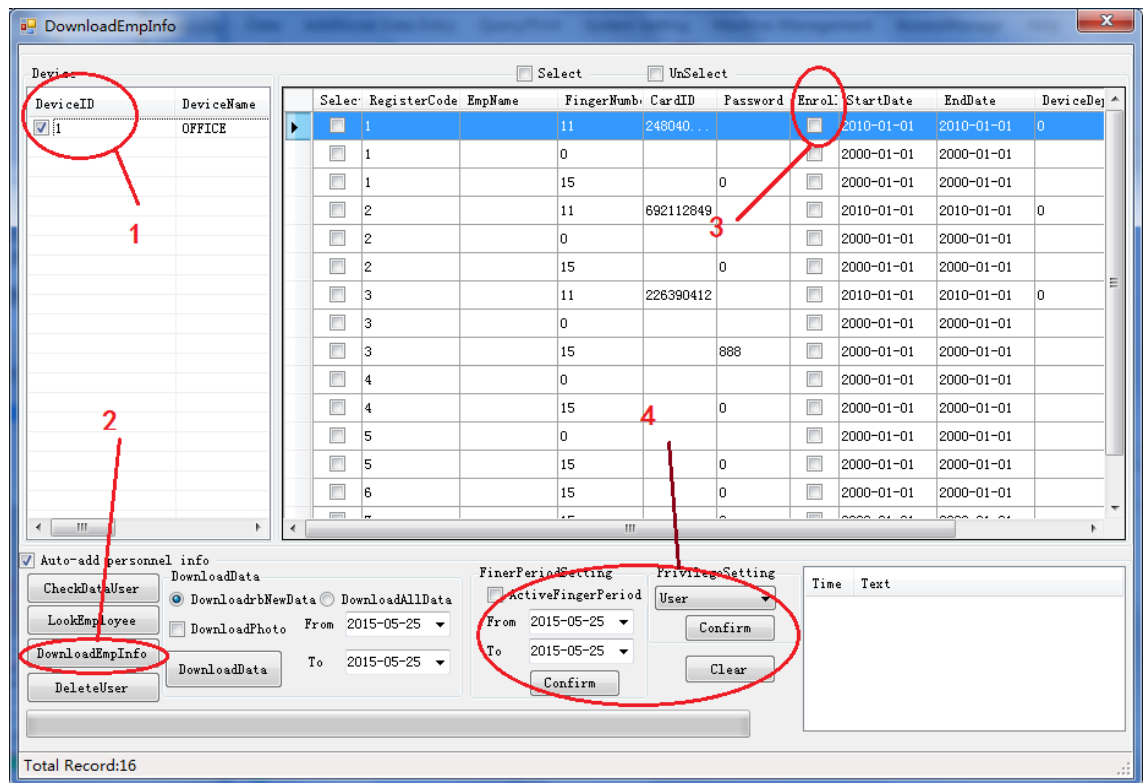 DownloadEmpInfo
Device
Select UnSelect
DeviceID DeviceName
1 OFFICE
1
Selec RegisterCode EmpName FingerNumb CardID Password Enroll StartDate EndDate DeviceDep
1 11 248040... 2010-01-01 2010-01-01 0
1 0 2000-01-01 2000-01-01
1 15 0 2000-01-01 2000-01-01
2 11 692112849 2010-01-01 2010-01-01 0
3
2 0 2000-01-01 2000-01-01
2 15 0 2000-01-01 2000-01-01
3 11 226390412 2010-01-01 2010-01-01 0
3 0 2000-01-01 2000-01-01
3 15 888 2000-01-01 2000-01-01
4 0 2000-01-01 2000-01-01
4 15 0 2000-01-01 2000-01-01
5 0 2000-01-01 2000-01-01
5 15 0 2000-01-01 2000-01-01
6 15 0 2000-01-01 2000-01-01
2
4
Auto-add personnel info
CheckDataUser
LookEmployee
DownloadEmpInfo
DeleteUser
DownloadData
DownloadrbNewData DownloadAllData
DownloadPhoto From 2015-05-25
DownloadData To 2015-05-25
FinerPeriodSetting
ActiveFingerPeriod
From 2015-05-25
To 2015-05-25
Confirm
PrivilegeSetting
User
Confirm
Clear
Time Text
Total Record:16